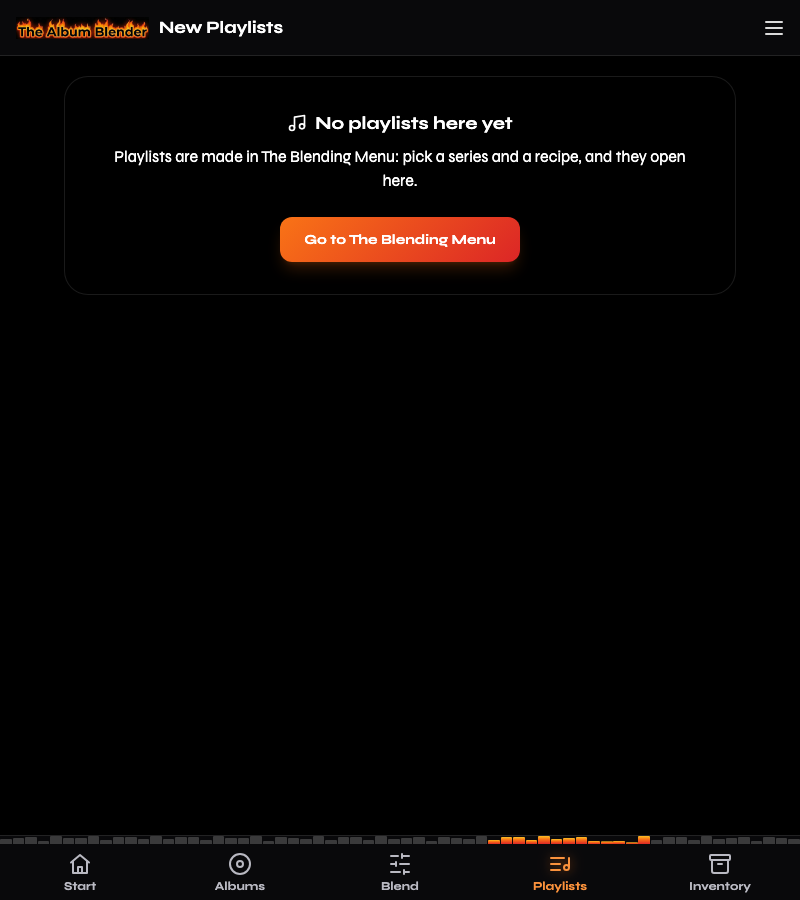 The Album Blender New Playlists
No playlists here yet
Playlists are made in The Blending Menu: pick a series and a recipe, and they open
here.
Go to The Blending Menu
Start Albums Blend Playlists Inventory